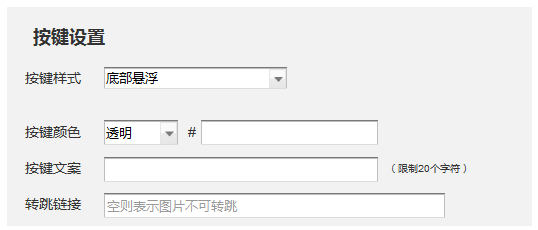 按键设置
按键样式 底部悬浮
按键颜色 透明 #
按键文案 （限制20个字符）
转跳链接 空则表示图片不可转跳